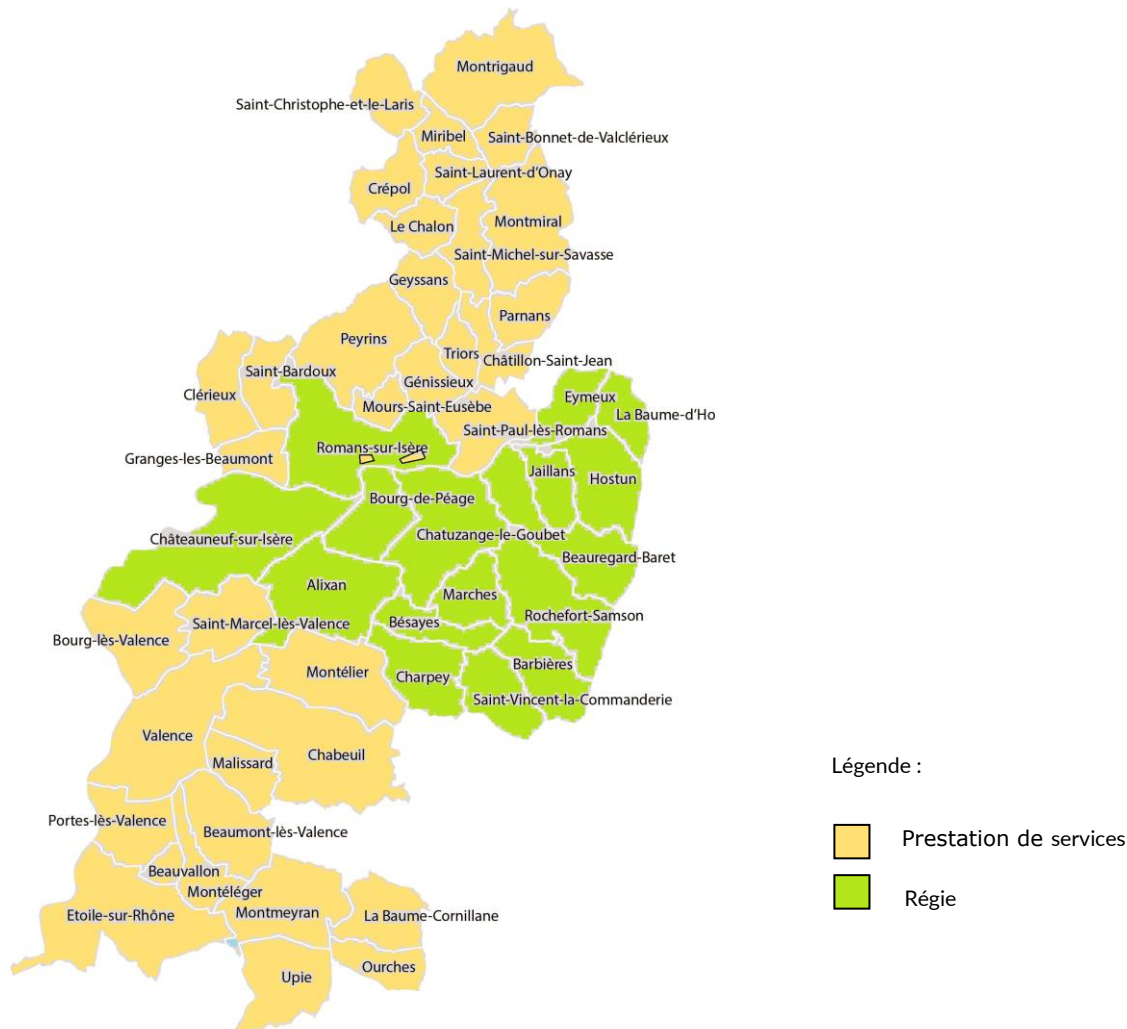 Montrigaud
Saint-Christophe-et-le-Laris
Miribel
Saint-Bonnet-de-Valclérieux
Saint-Laurent-d'Onay
Crépol
Montmiral
Le Chalon
Saint-Michel-sur-Savasse
Geyssans
Parnans
Peyrins
Triors
Châtillon-Saint-Jean
Saint-Bardoux
Génissieux
Clérieux
Eymeux
Mours-Saint-Eusèbe
La Baume-d'Ho
Saint-Paul-lès-Romans
Romans-sur-Isère
Granges-les-Beaumont
Jaillans
Hostun
Bourg-de-Péage
Châteauneuf-sur-Isère
Chatuzange-le-Goubet
Beauregard-Baret
Alixan
Marches
Rochefort-Samson
Saint-Marcel-lès-Valence
Bésayes
Bourg-lès-Valence
Barbières
Montélier
Charpey
Saint-Vincent-la-Commanderie
Valence
Chabeuil
Malissard
Légende :
Portes-lès-Valence
Beaumont-lès-Valence
Prestation de services
Beauvallon
Montéléger
Régie
Etoile-sur-Rhône
Montmeyran
La Baume-Cornillane
Ourches
Upie